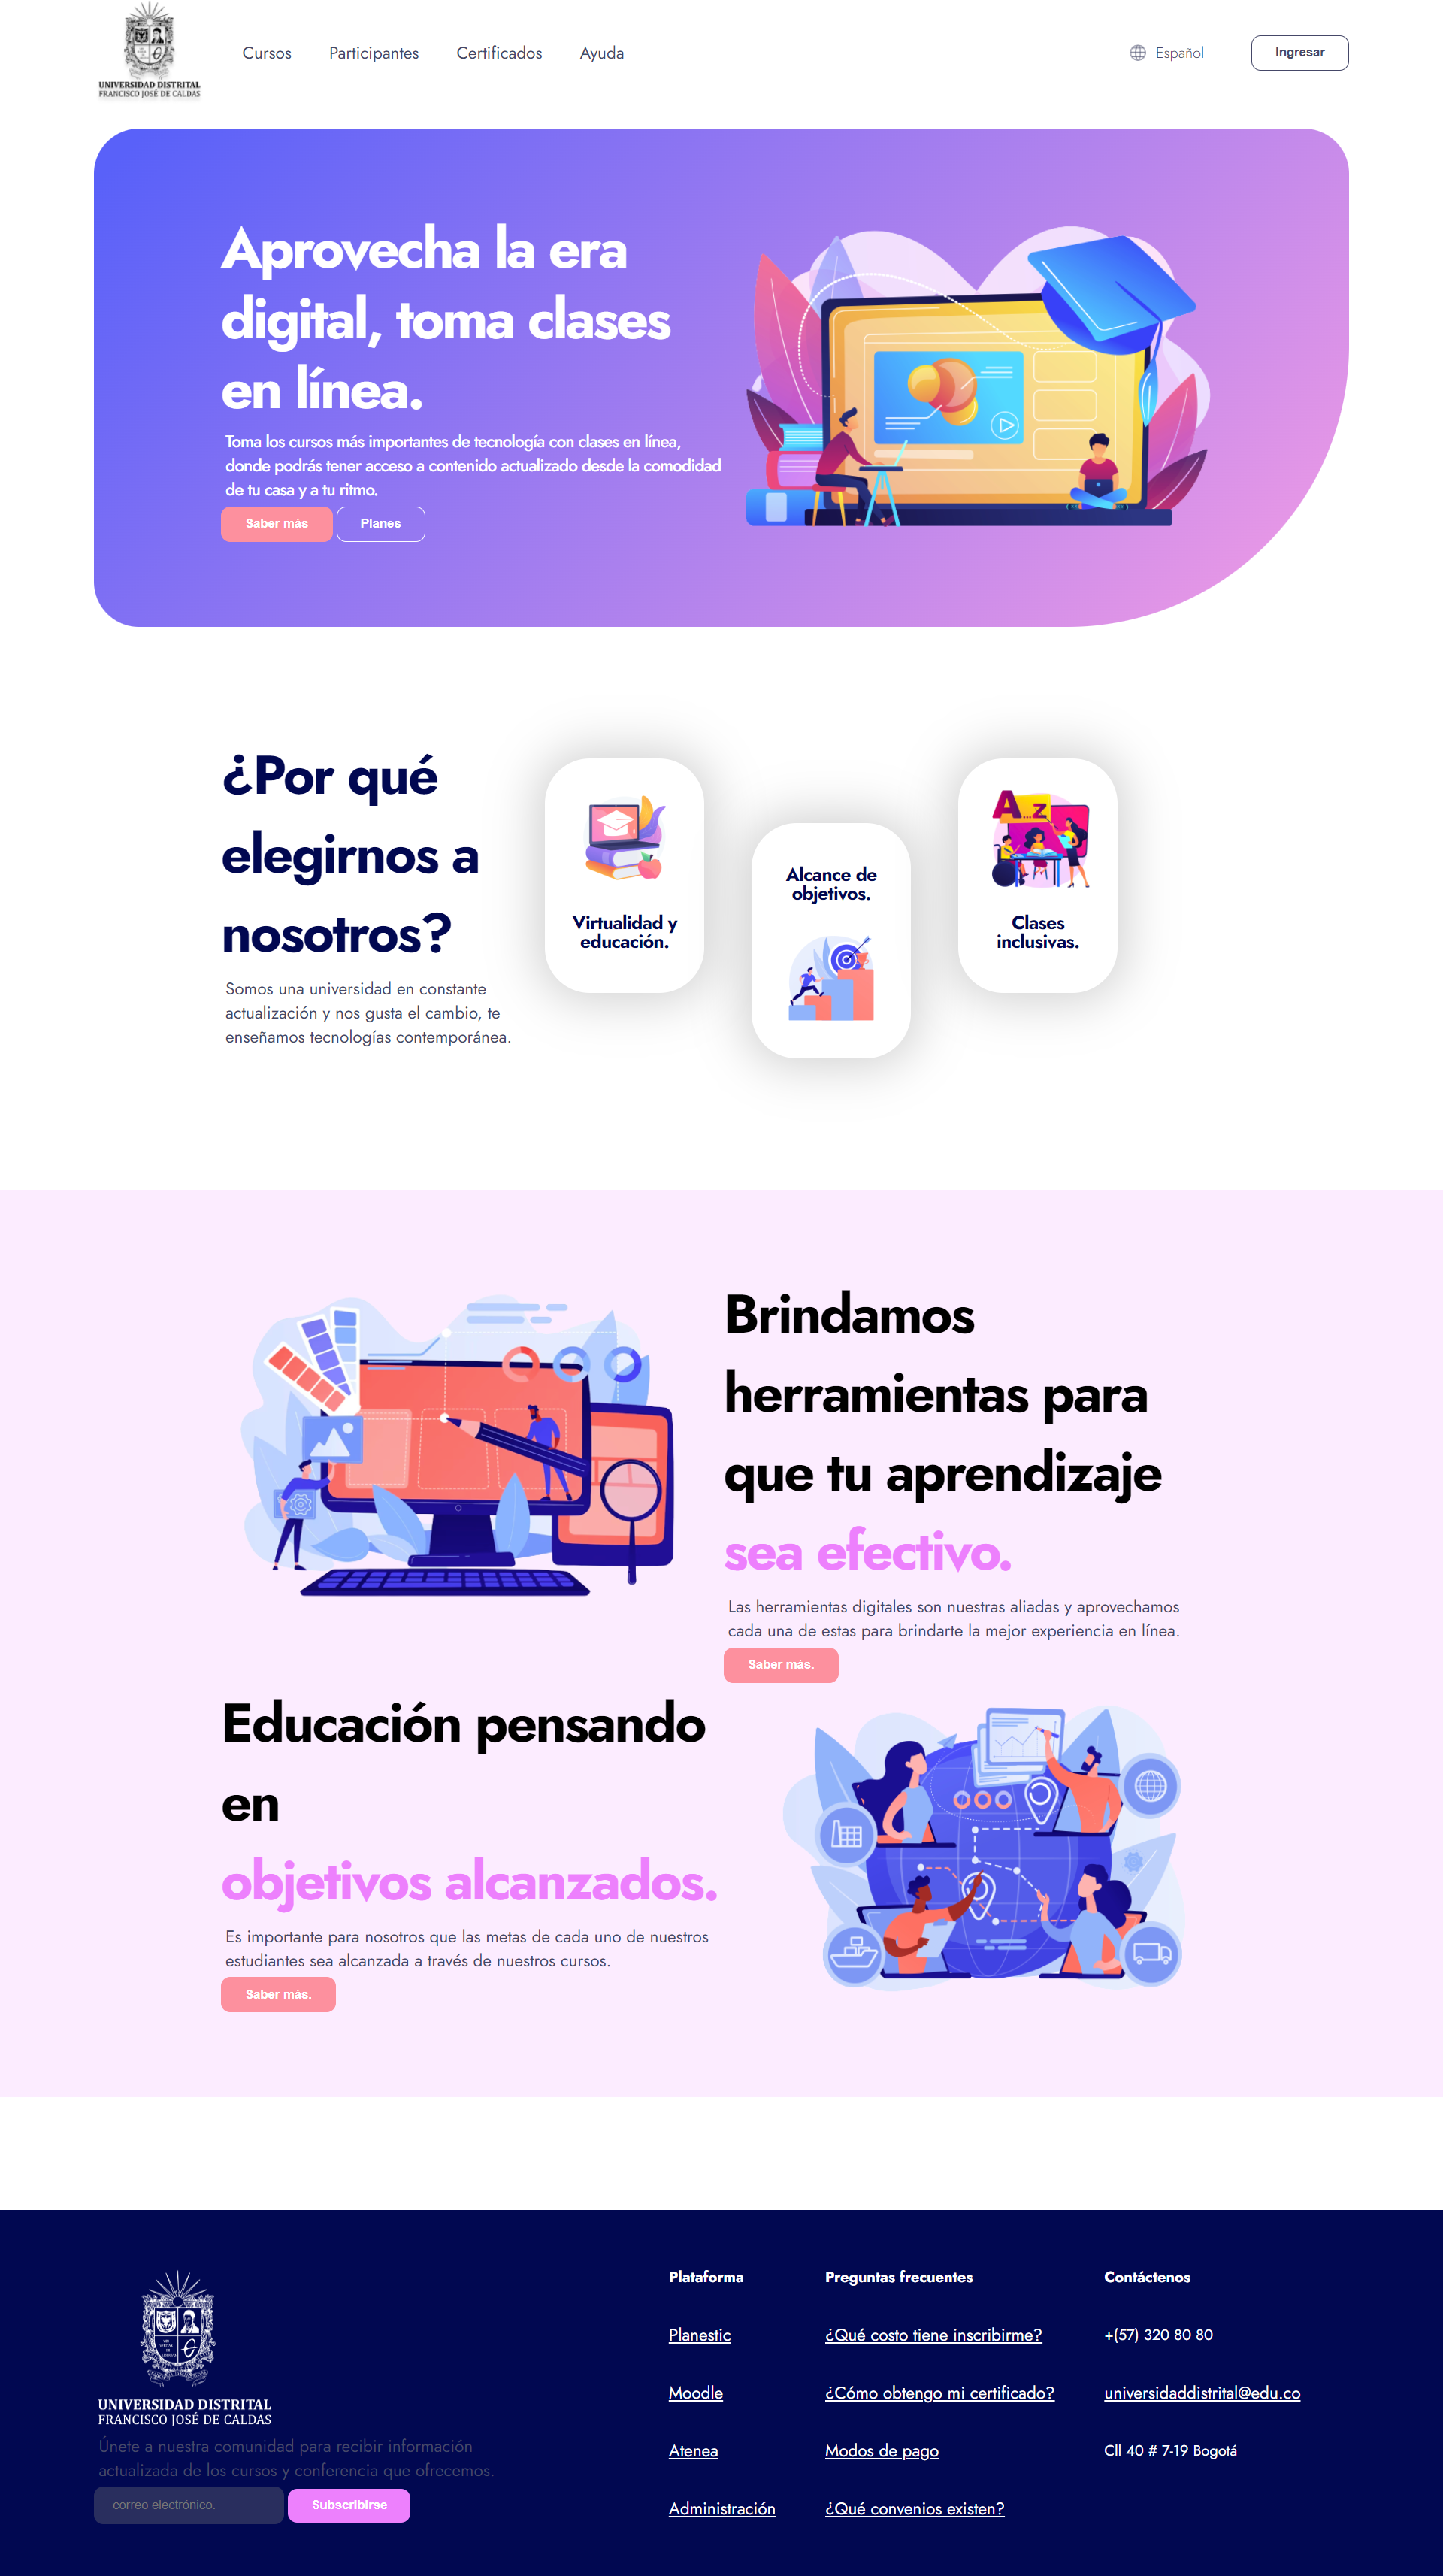 UNIVERSIDAD DISTRITAL
FRANCISCO JOSÉ DE CALDAS
Cursos
Participantes
Certificados
Ayuda
Español
Ingresar
Aprovecha la era
digital, toma clases
en línea.
Toma los cursos más importantes de tecnología con clases en línea,
donde podrás tener acceso a contenido actualizado desde la comodidad
de tu casa y a tu ritmo.
Saber más
Planes
¿Por qué
elegirnos a
nosotros?
Somos una universidad en constante
actualización y nos gusta el cambio, te
enseñamos tecnologías contemporánea.
Virtualidad y
educación.
Alcance de
objetivos.
A...z
Clases
inclusivas.
Brindamos
herramientas para
que tu aprendizaje
sea efectivo.
Las herramientas digitales son nuestras aliadas y aprovechamos
cada una de estas para brindarte la mejor experiencia en línea.
Saber más.
Educación pensando
en
objetivos alcanzados.
Es importante para nosotros que las metas de cada uno de nuestros
estudiantes sea alcanzada a través de nuestros cursos.
Saber más.
UNIVERSIDAD DISTRITAL
FRANCISCO JOSÉ DE CALDAS
Únete a nuestra comunidad para recibir información
actualizada de los cursos y conferencia que ofrecemos.
correo electrónico.
Subscribirse
Plataforma
Planestic
Moodle
Atenea
Administración
Preguntas frecuentes
¿Qué costo tiene inscribirme?
¿Cómo obtengo mi certificado?
Modos de pago
¿Qué convenios existen?
Contáctenos
+(57) 320 80 80
universidaddistrital@edu.co
Cll 40 # 7-19 Bogotá